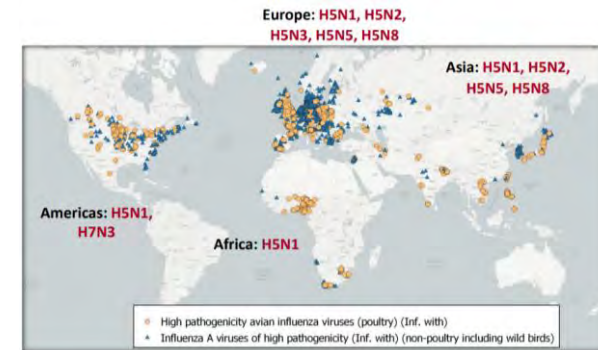 Europe: H5N1, H5N2,
H5N3, H5N5, H5N8
Asia: H5N1, H5N2,
H5N5, H5N8
Americas: H5N1,
H7N3
Africa: H5N1
High pathogenicity avian influenza viruses (poultry) (Inf. with)
Influenza A viruses of high pathogenicity (Inf. with) (non-poultry including wild birds)